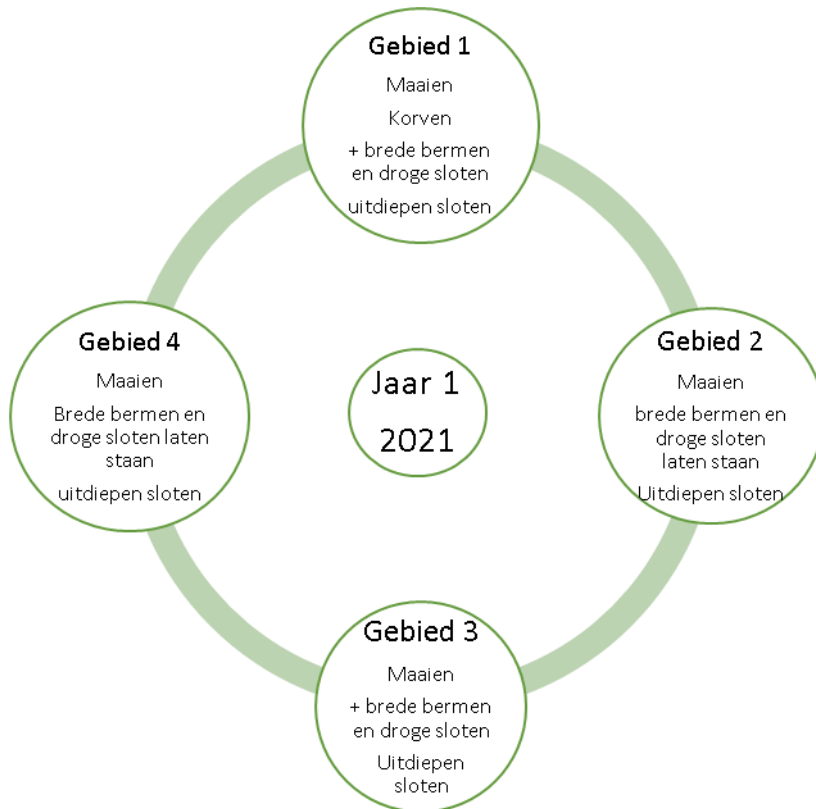 Gebied 1
Maaien
Korven
+ brede bermen
en droge sloten
uitdiepen sloten
Gebied 4
Maaien
Brede bermen en
droge sloten laten
staan
uitdiepen sloten
Jaar 1
2021
Gebied 2
Maaien
brede bermen en
droge sloten
laten staan
Uitdiepen sloten
Gebied 3
Maaien
+ brede bermen
en droge sloten
Uitdiepen
sloten